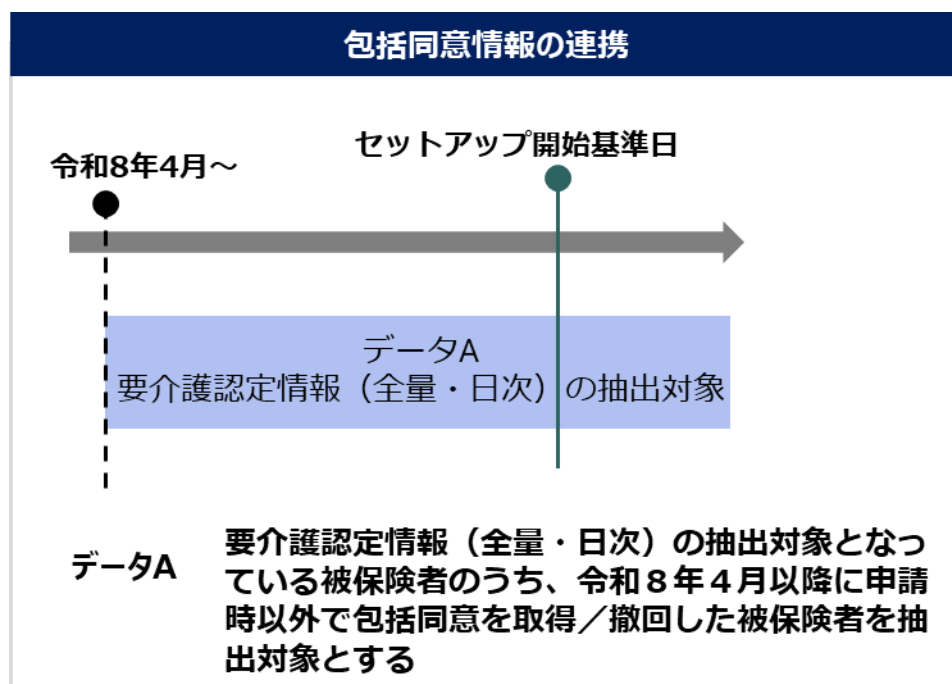 包括同意情報の連携
セットアップ開始基準日
令和8年4月～
データA
要介護認定情報（全量・日次）の抽出対象
データA
要介護認定情報（全量・日次）の抽出対象となっ
ている被保険者のうち、令和８年４月以降に申請
時以外で包括同意を取得／撤回した被保険者を抽
出対象とする